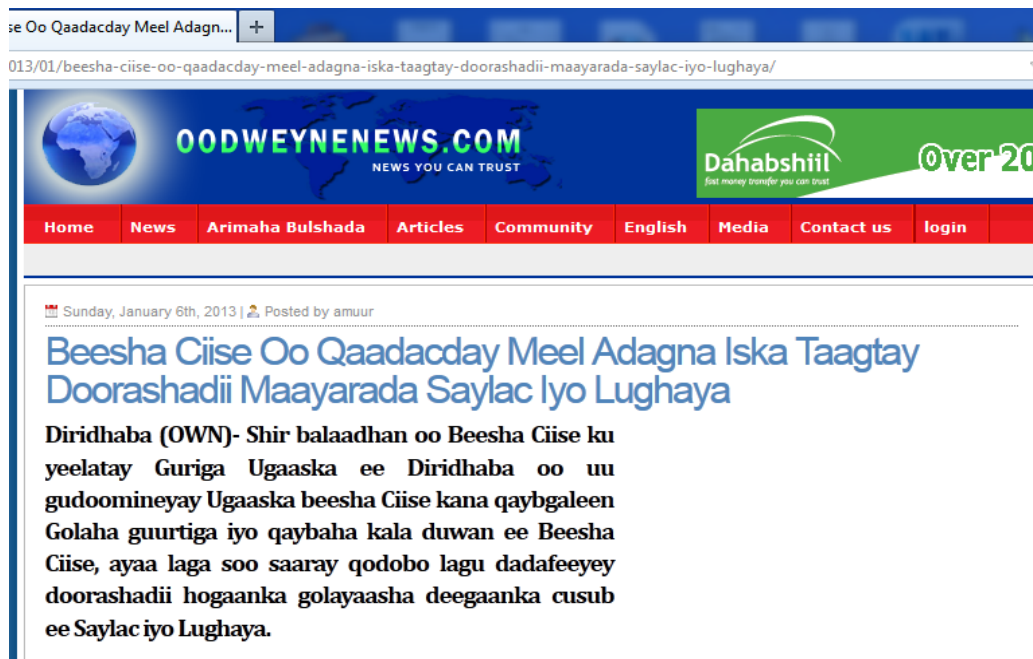 se Oo Qaadacday Meel Adagn... +
013/01/beesha-ciise-oo-qaadacday-meel-adagna-iska-taagtay-doorashadii-maayarada-saylac-iyo-lughaya/
OODWEYNENEWS.COM
NEWS YOU CAN TRUST
Dahabshiil
fast money transfer you can trust
Over 20
Home News Arimaha Bulshada Articles Community English Media Contact us login
Sunday, January 6th, 2013 | Posted by amuur
Beesha Ciise Oo Qaadacday Meel Adagna Iska Taagtay
Doorashadii Maayarada Saylac Iyo Lughaya
Diridhaba (OWN)- Shir balaadhan oo Beesha Ciise ku
yeelatay Guriga Ugaaska ee Diridhaba oo uu
gudoomineyay Ugaaska beesha Ciise kana qaybgaleen
Golaha guurtiga iyo qaybaha kala duwan ee Beesha
Ciise, ayaa laga soo saaray qodobo lagu dadafeeyey
doorashadii hogaanka golayaasha deegaanka cusub
ee Saylac iyo Lughaya.